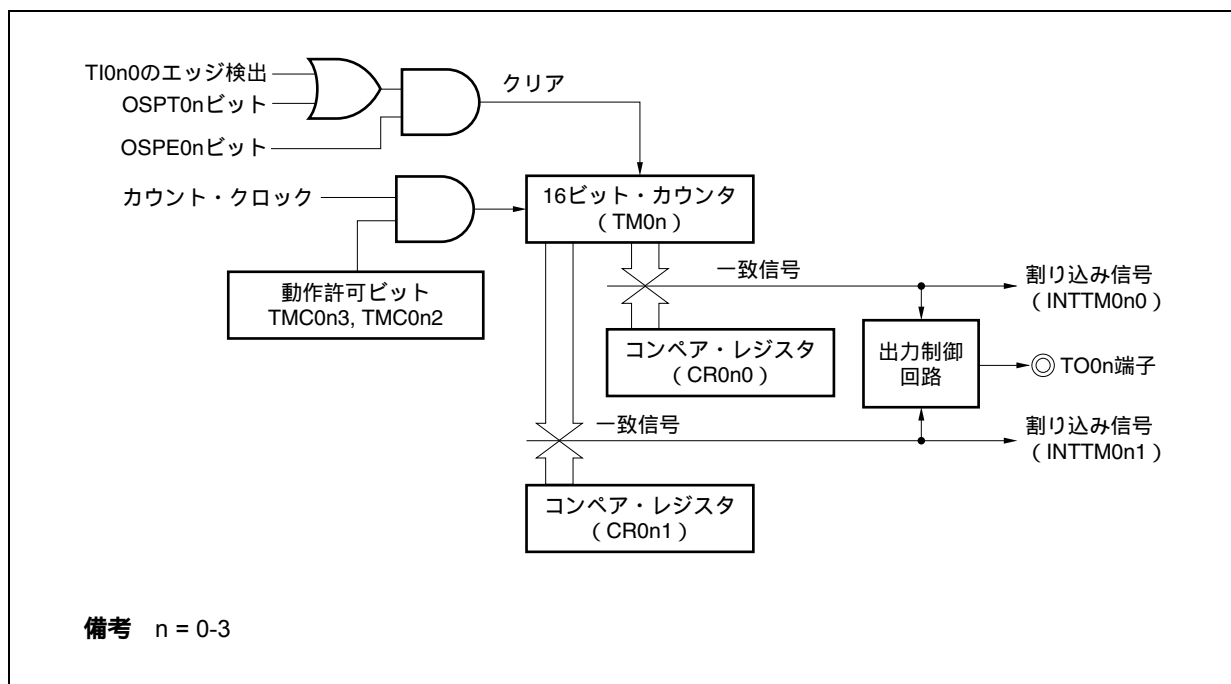 TI0n0のエッジ検出
OSPT0nビット
OSPE0nビット
クリア
カウント・クロック
16ビット・カウンタ
(TM0n)
動作許可ビット
TMC0n3, TMC0n2
一致信号
割り込み信号
(INTTM0n0)
コンペア・レジスタ
(CR0n0)
出力制御
回路
TO0n端子
一致信号
割り込み信号
(INTTM0n1)
コンペア・レジスタ
(CR0n1)
備考 n = 0-3